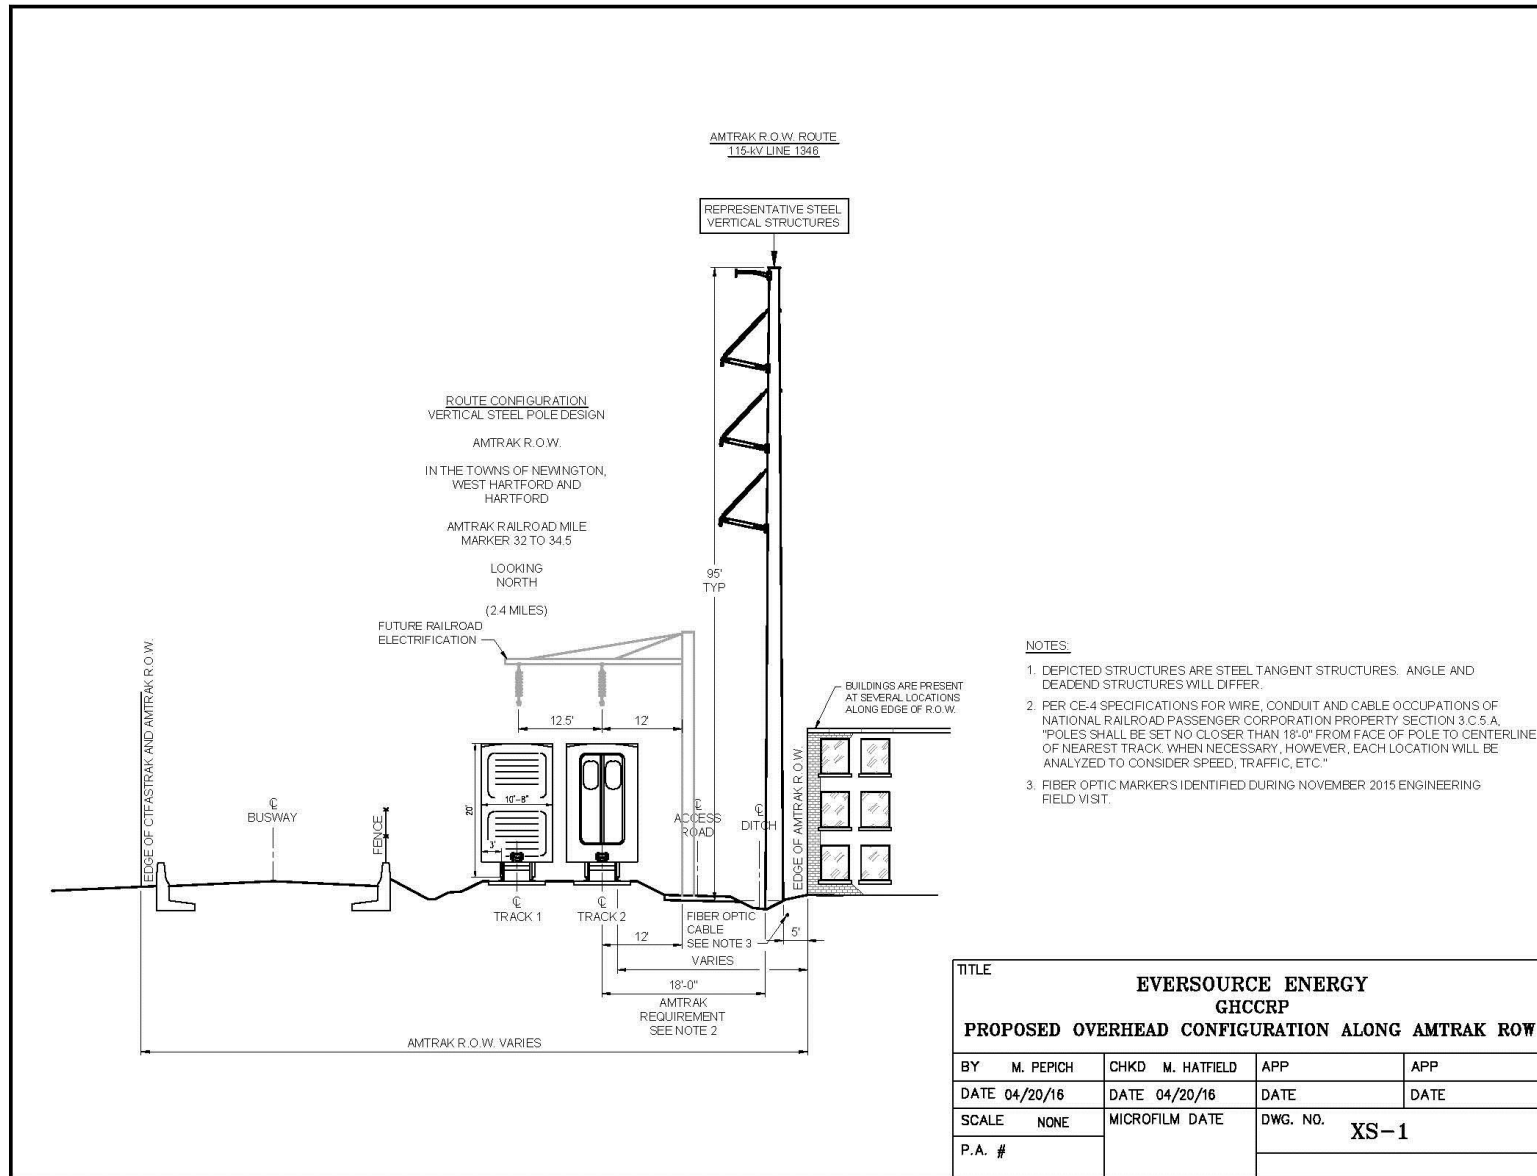 AMTRAK R.O.W. ROUTE
115-kV LINE 1346
REPRESENTATIVE STEEL
VERTICAL STRUCTURES
ROUTE CONFIGURATION
VERTICAL STEEL POLE DESIGN
AMTRAK R.O.W.
IN THE TOWNS OF NEWINGTON,
WEST HARTFORD AND
HARTFORD
AMTRAK RAILROAD MILE
MARKER 32 TO 34.5
LOOKING
NORTH
(2.4 MILES)
95'
TYP
FUTURE RAILROAD
ELECTRIFICATION
EDGE OF CTFASTRAK AND AMTRAK R.O.W.
BUILDINGS ARE PRESENT
AT SEVERAL LOCATIONS
ALONG EDGE OF R.O.W.
12.5'
12'
20'
10'-8"
3'
℄
BUSWAY
FENCE
℄
ACCESS
ROAD
℄
DITCH
EDGE OF AMTRAK R.O.W.
℄
TRACK 1
℄
TRACK 2
FIBER OPTIC
CABLE
SEE NOTE 3
12'
5'
VARIES
18'-0"
AMTRAK
REQUIREMENT
SEE NOTE 2
AMTRAK R.O.W. VARIES
NOTES:
1. DEPICTED STRUCTURES ARE STEEL TANGENT STRUCTURES. ANGLE AND
DEADEND STRUCTURES WILL DIFFER.
2. PER CE-4 SPECIFICATIONS FOR WIRE, CONDUIT AND CABLE OCCUPATIONS OF
NATIONAL RAILROAD PASSENGER CORPORATION PROPERTY SECTION 3.C.5.A,
"POLES SHALL BE SET NO CLOSER THAN 18'-0" FROM FACE OF POLE TO CENTERLINE
OF NEAREST TRACK. WHEN NECESSARY, HOWEVER, EACH LOCATION WILL BE
ANALYZED TO CONSIDER SPEED, TRAFFIC, ETC."
3. FIBER OPTIC MARKERS IDENTIFIED DURING NOVEMBER 2015 ENGINEERING
FIELD VISIT.
TITLE
EVERSOURCE ENERGY
GHCCRP
PROPOSED OVERHEAD CONFIGURATION ALONG AMTRAK ROW
BY M. PEPICH
CHKD M. HATFIELD
APP
APP
DATE 04/20/16
DATE 04/20/16
DATE
DATE
SCALE NONE
MICROFILM DATE
DWG. NO. XS-1
P.A. #